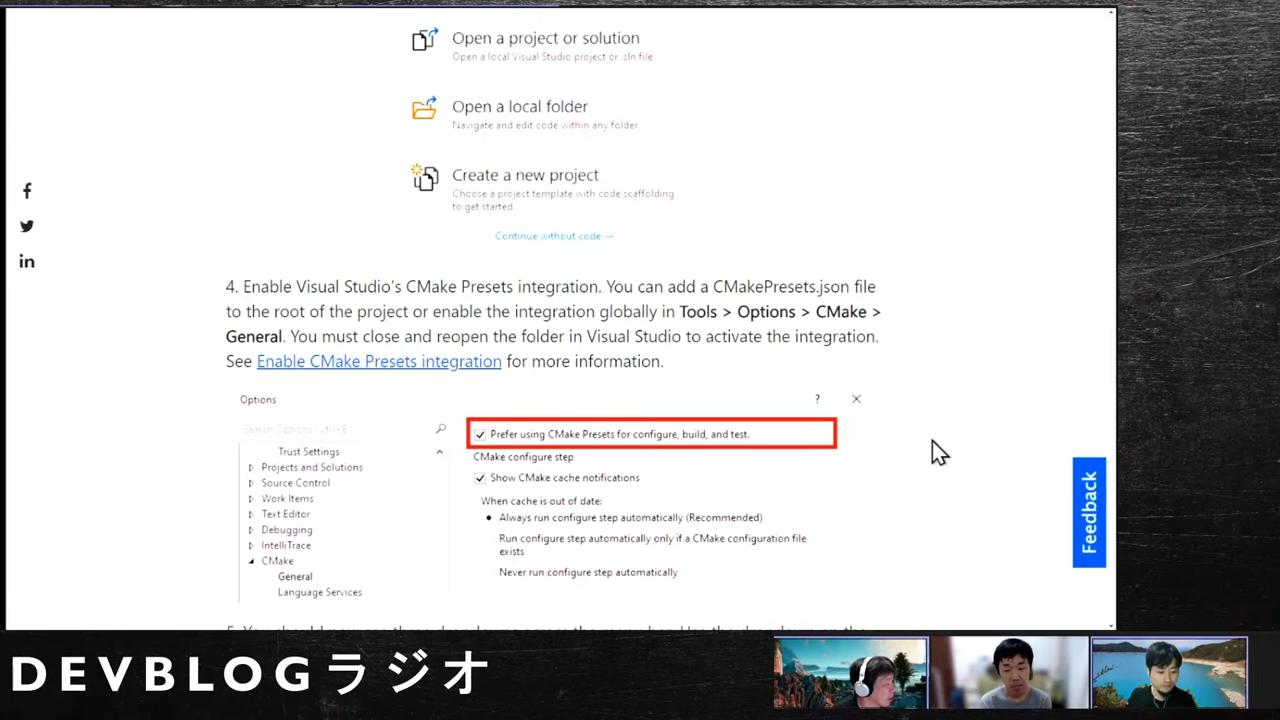 Open a project or solution
Open a local Visual Studio project or .sln file
Open a local folder
Navigate and edit code within any folder
Create a new project
Choose a project template with code scaffolding
to get started
Continue without code →
4. Enable Visual Studio's CMake Presets integration. You can add a CMakePresets.json file
to the root of the project or enable the integration globally in Tools > Options > CMake >
General. You must close and reopen the folder in Visual Studio to activate the integration.
See Enable CMake Presets integration for more information.
Options
?
Search Options (Ctrl+E)
Prefer using CMake Presets for configure, build, and test.
Trust Settings
CMake configure step
Projects and Solutions
Show CMake cache notifications
Source Control
Work Items
When cache is out of date:
Text Editor
Always run configure step automatically (Recommended)
Debugging
Run configure step automatically only if a CMake configuration file
exists
IntelliTrace
CMake
Never run configure step automatically
General
Language Services
Feedback
DEVBLOGラジオ